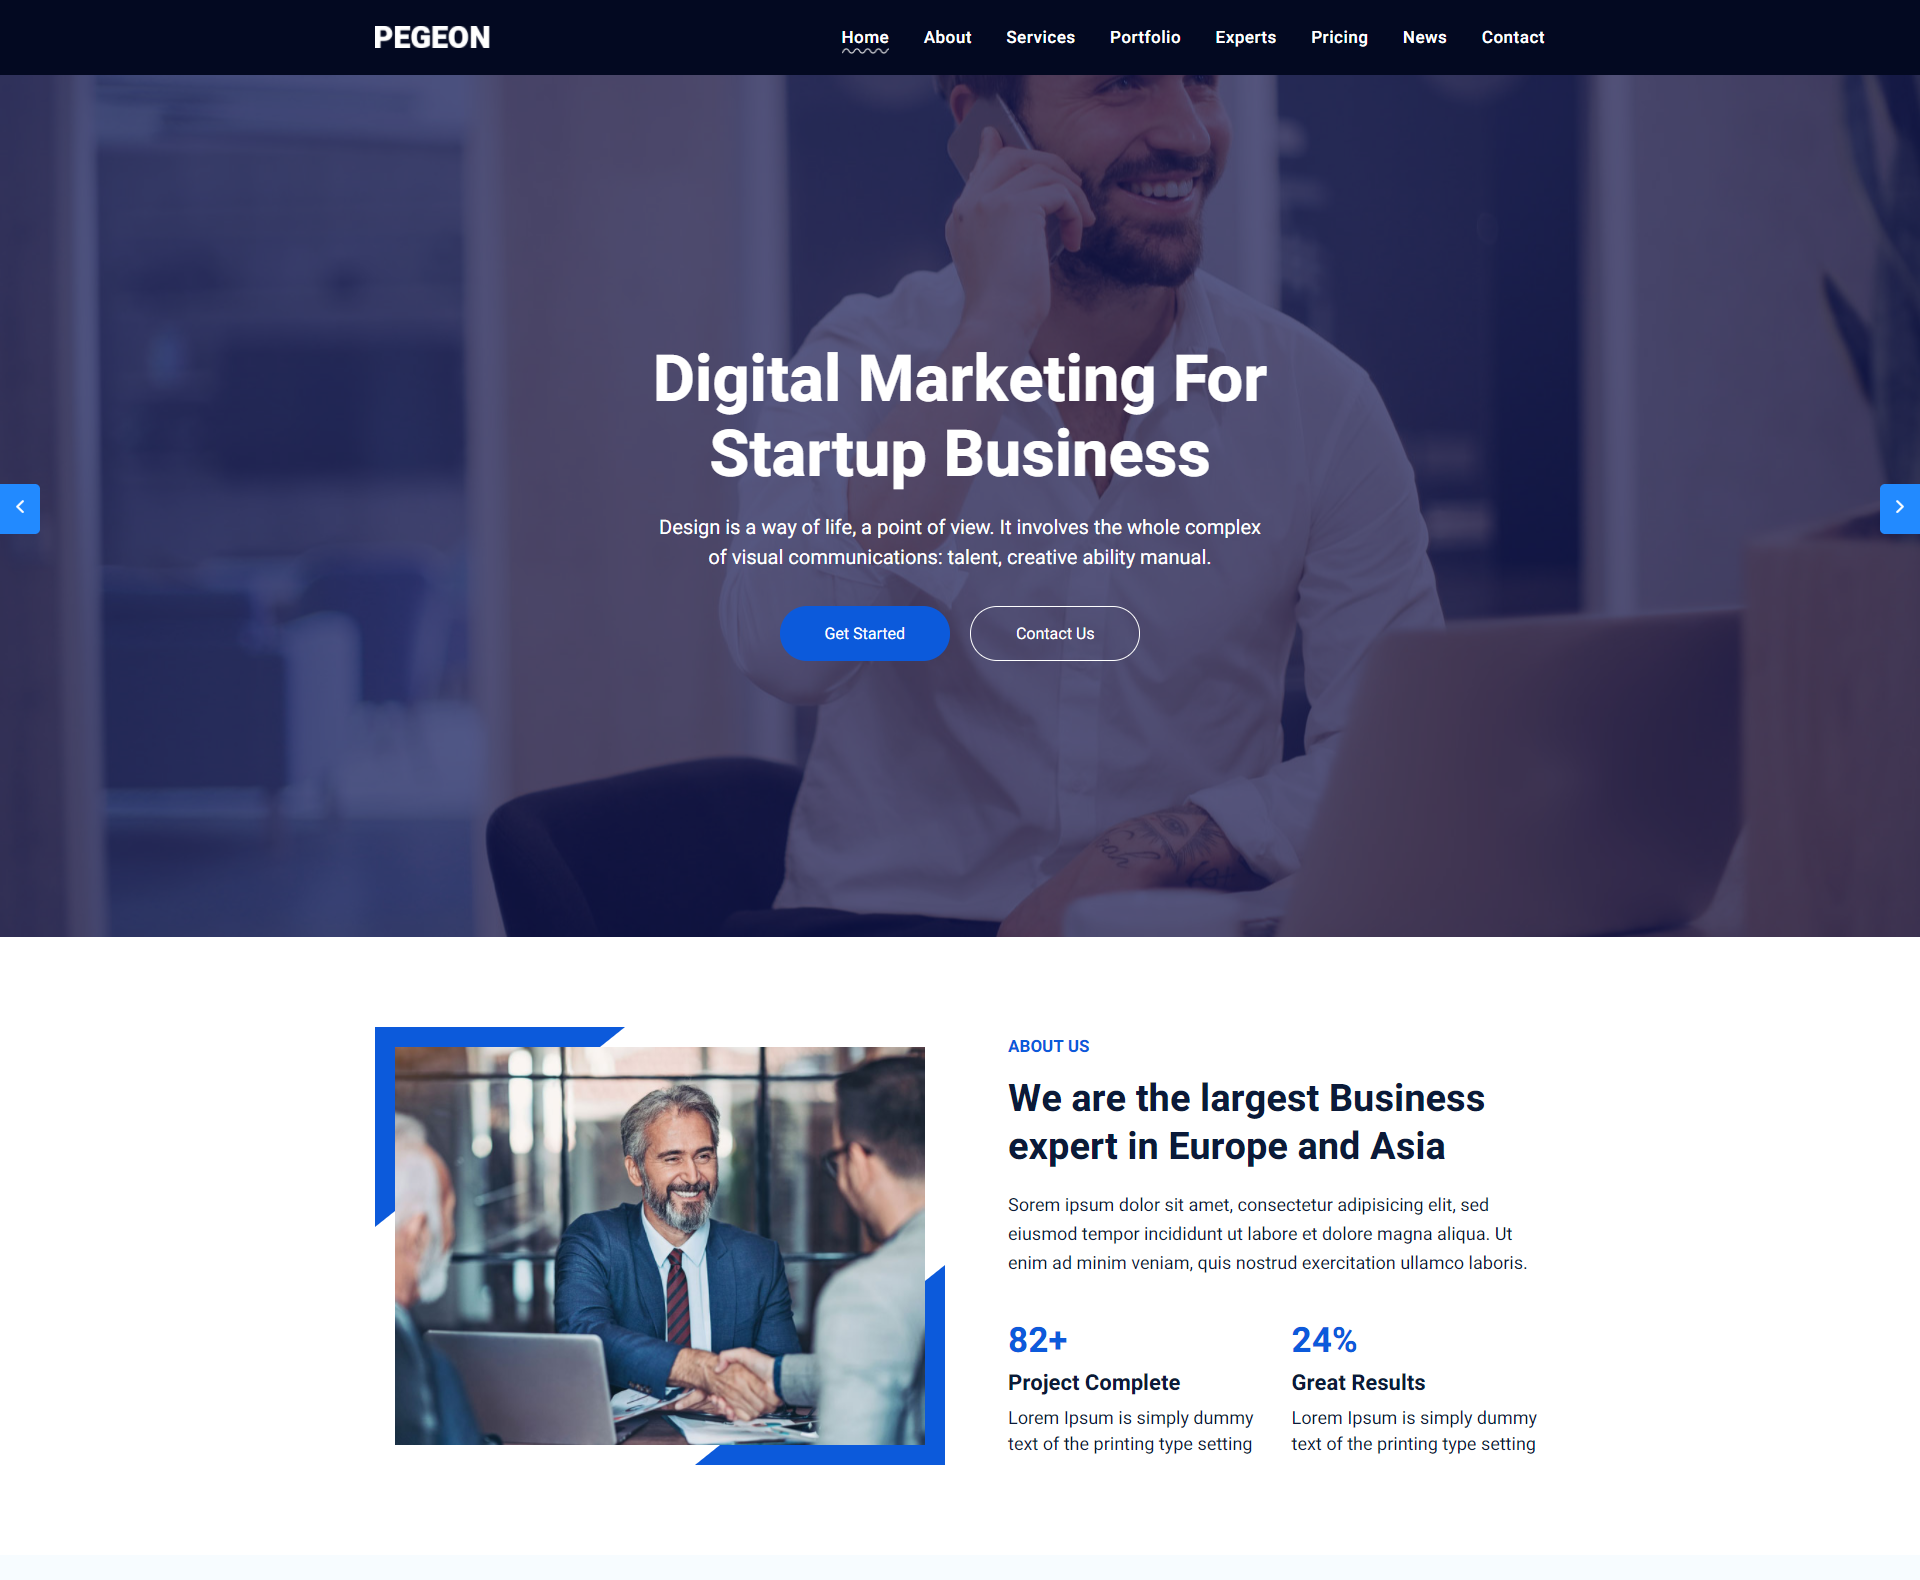 PEGEON
Home About Services Portfolio Experts Pricing News Contact
Digital Marketing For
Startup Business
Design is a way of life, a point of view. It involves the whole complex
of visual communications: talent, creative ability manual.
Get Started
Contact Us
ABOUT US
We are the largest Business
expert in Europe and Asia
Sorem ipsum dolor sit amet, consectetur adipisicing elit, sed
eiusmod tempor incididunt ut labore et dolore magna aliqua. Ut
enim ad minim veniam, quis nostrud exercitation ullamco laboris.
82+
Project Complete
Lorem Ipsum is simply dummy
text of the printing type setting
24%
Great Results
Lorem Ipsum is simply dummy
text of the printing type setting